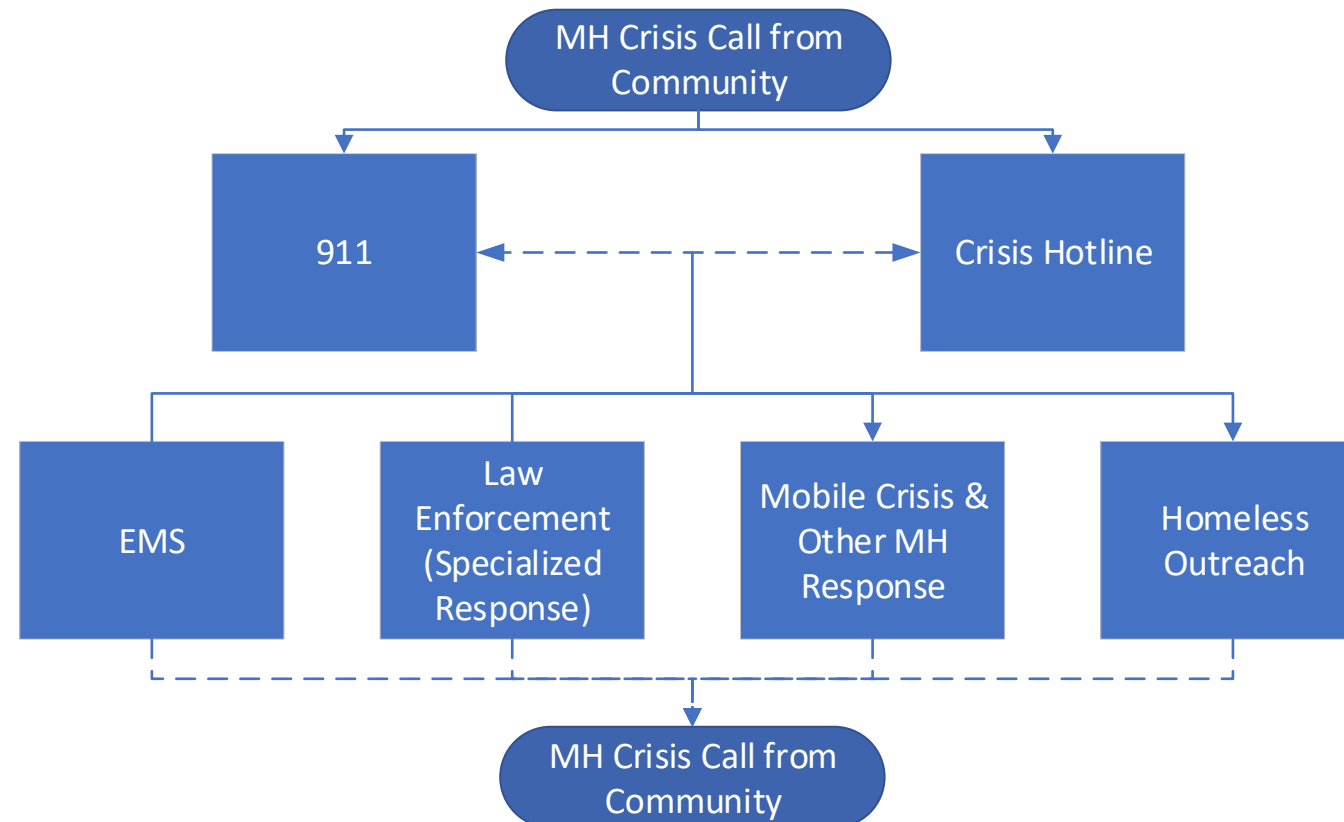 MH Crisis Call from
Community
911
Crisis Hotline
EMS
Law
Enforcement
(Specialized
Response)
Mobile Crisis &
Other MH
Response
Homeless
Outreach
MH Crisis Call from
Community